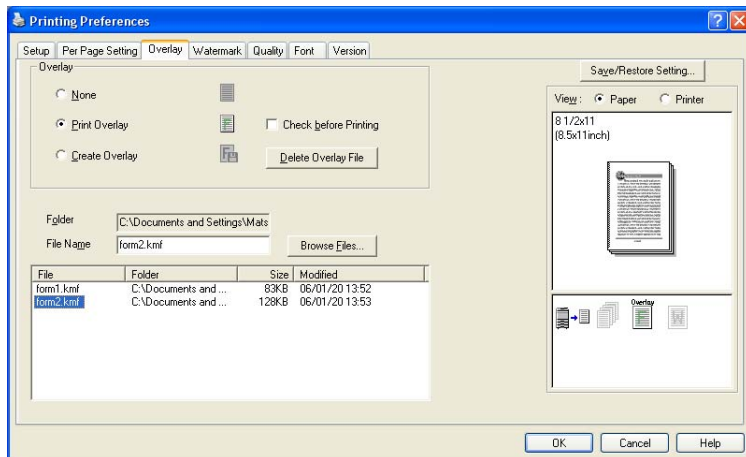 Printing Preferences
Setup Per Page Setting Overlay Watermark Quality Font Version
Overlay
None
Print Overlay
Check before Printing
Create Overlay
Delete Overlay File
Folder C:\Documents and Settings\Mats
File Name form2.kmf
Browse Files...
File Folder Size Modified
form1.kmf C:\Documents and ... 83KB 06/01/20 13:52
form2.kmf C:\Documents and ... 128KB 06/01/20 13:53
Save/Restore Setting...
View : Paper Printer
8 1/2x11
(8.5x11inch)
Overlay
OK Cancel Help